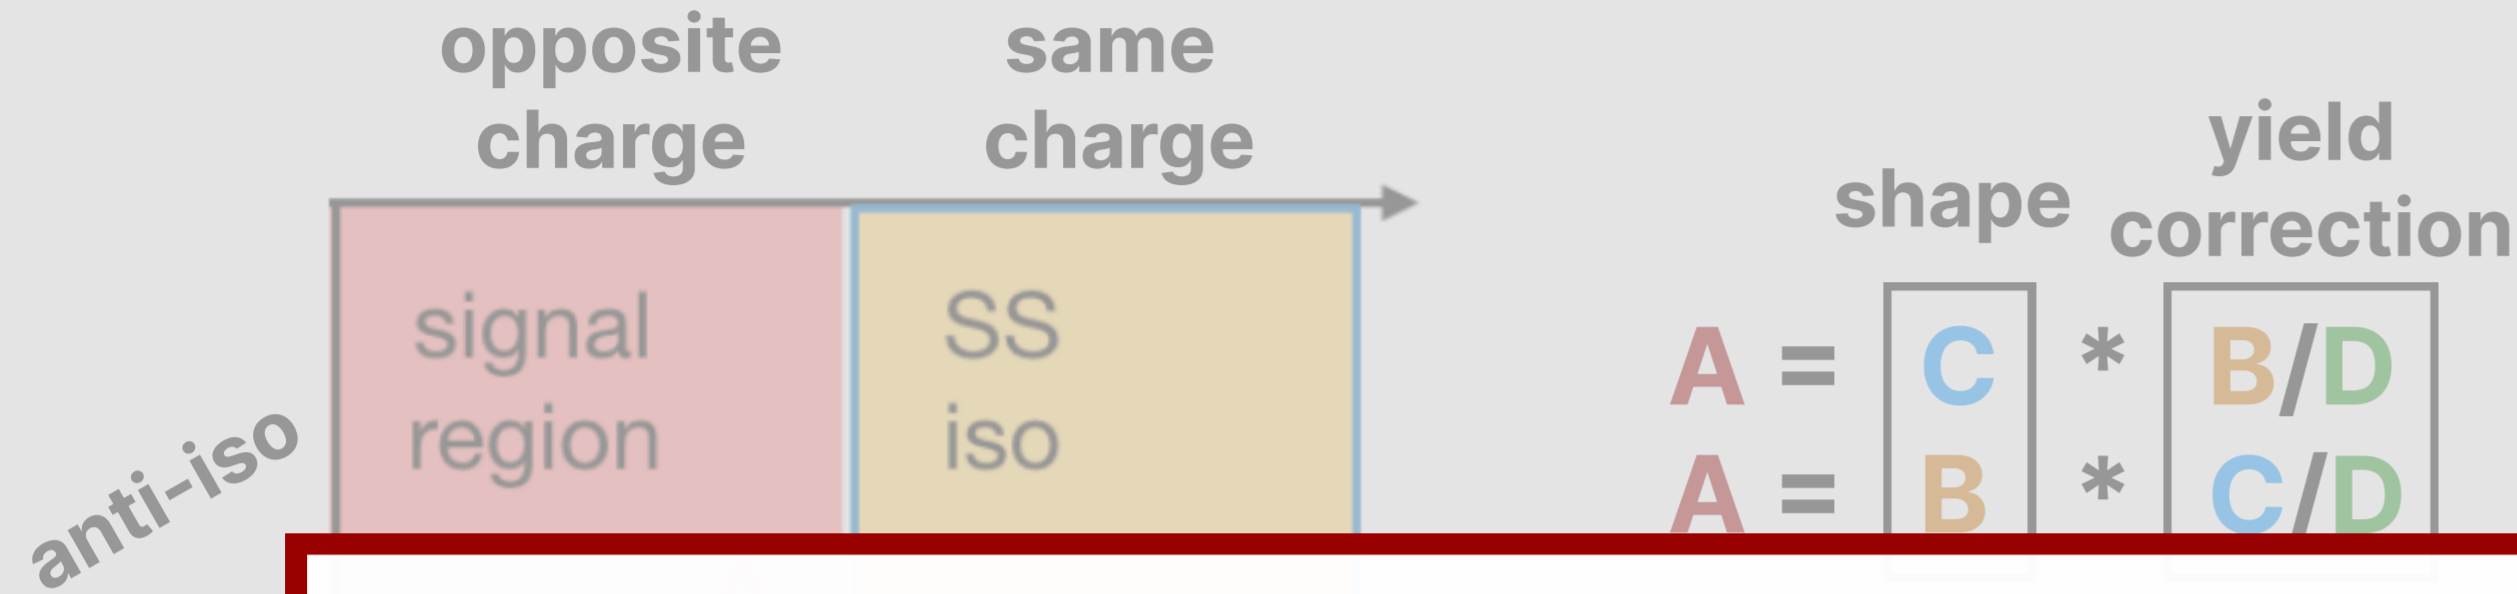 opposite
charge
same
charge
shape
yield
correction
signal
region
SS
iso
anti-iso
A = C * B/D
A = B * C/D